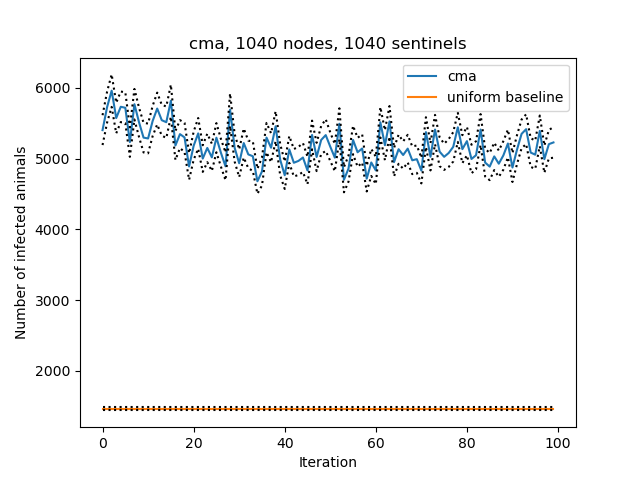 cma, 1040 nodes, 1040 sentinels
cma
uniform baseline
Number of infected animals
6000
5000
4000
3000
2000
0
20
40
60
80
100
Iteration